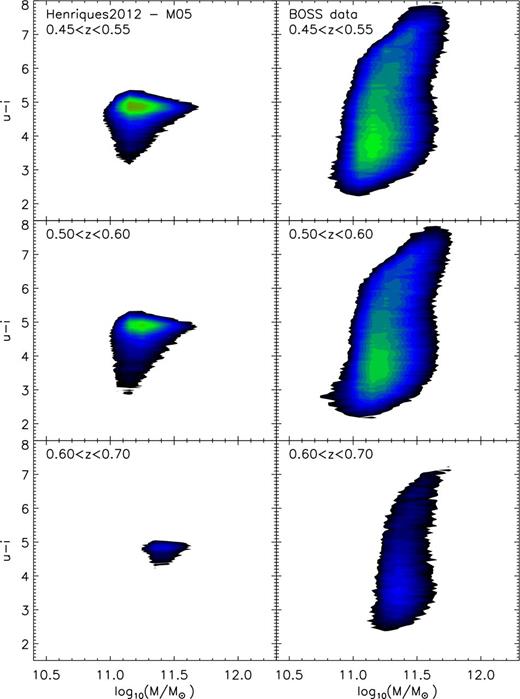 Henriques2012 – M05
0.45<z<0.55
BOSS data
0.45<z<0.55
8
7
6
5
4
3
2
u–i
0.50<z<0.60
0.50<z<0.60
8
7
6
5
4
3
2
u–i
0.60<z<0.70
0.60<z<0.70
8
7
6
5
4
3
2
u–i
10.5 11.0 11.5 12.0 10.5 11.0 11.5 12.0
log₁₀(M/M☉) log₁₀(M/M☉)